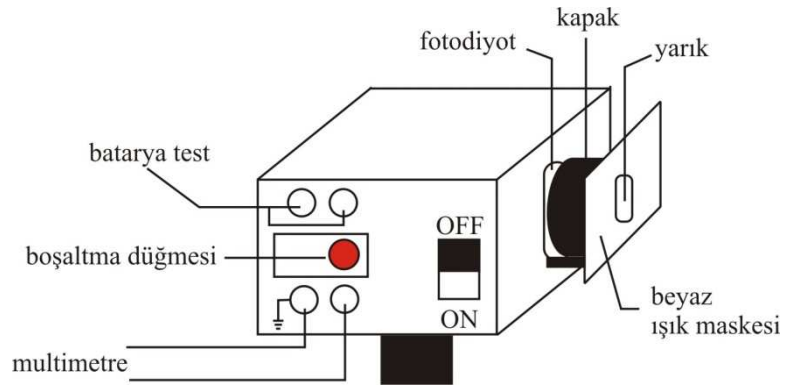 kapak
fotodiyot
yarık
batarya test
OFF
boşaltma düğmesi
ON
beyaz
ışık maskesi
multimetre